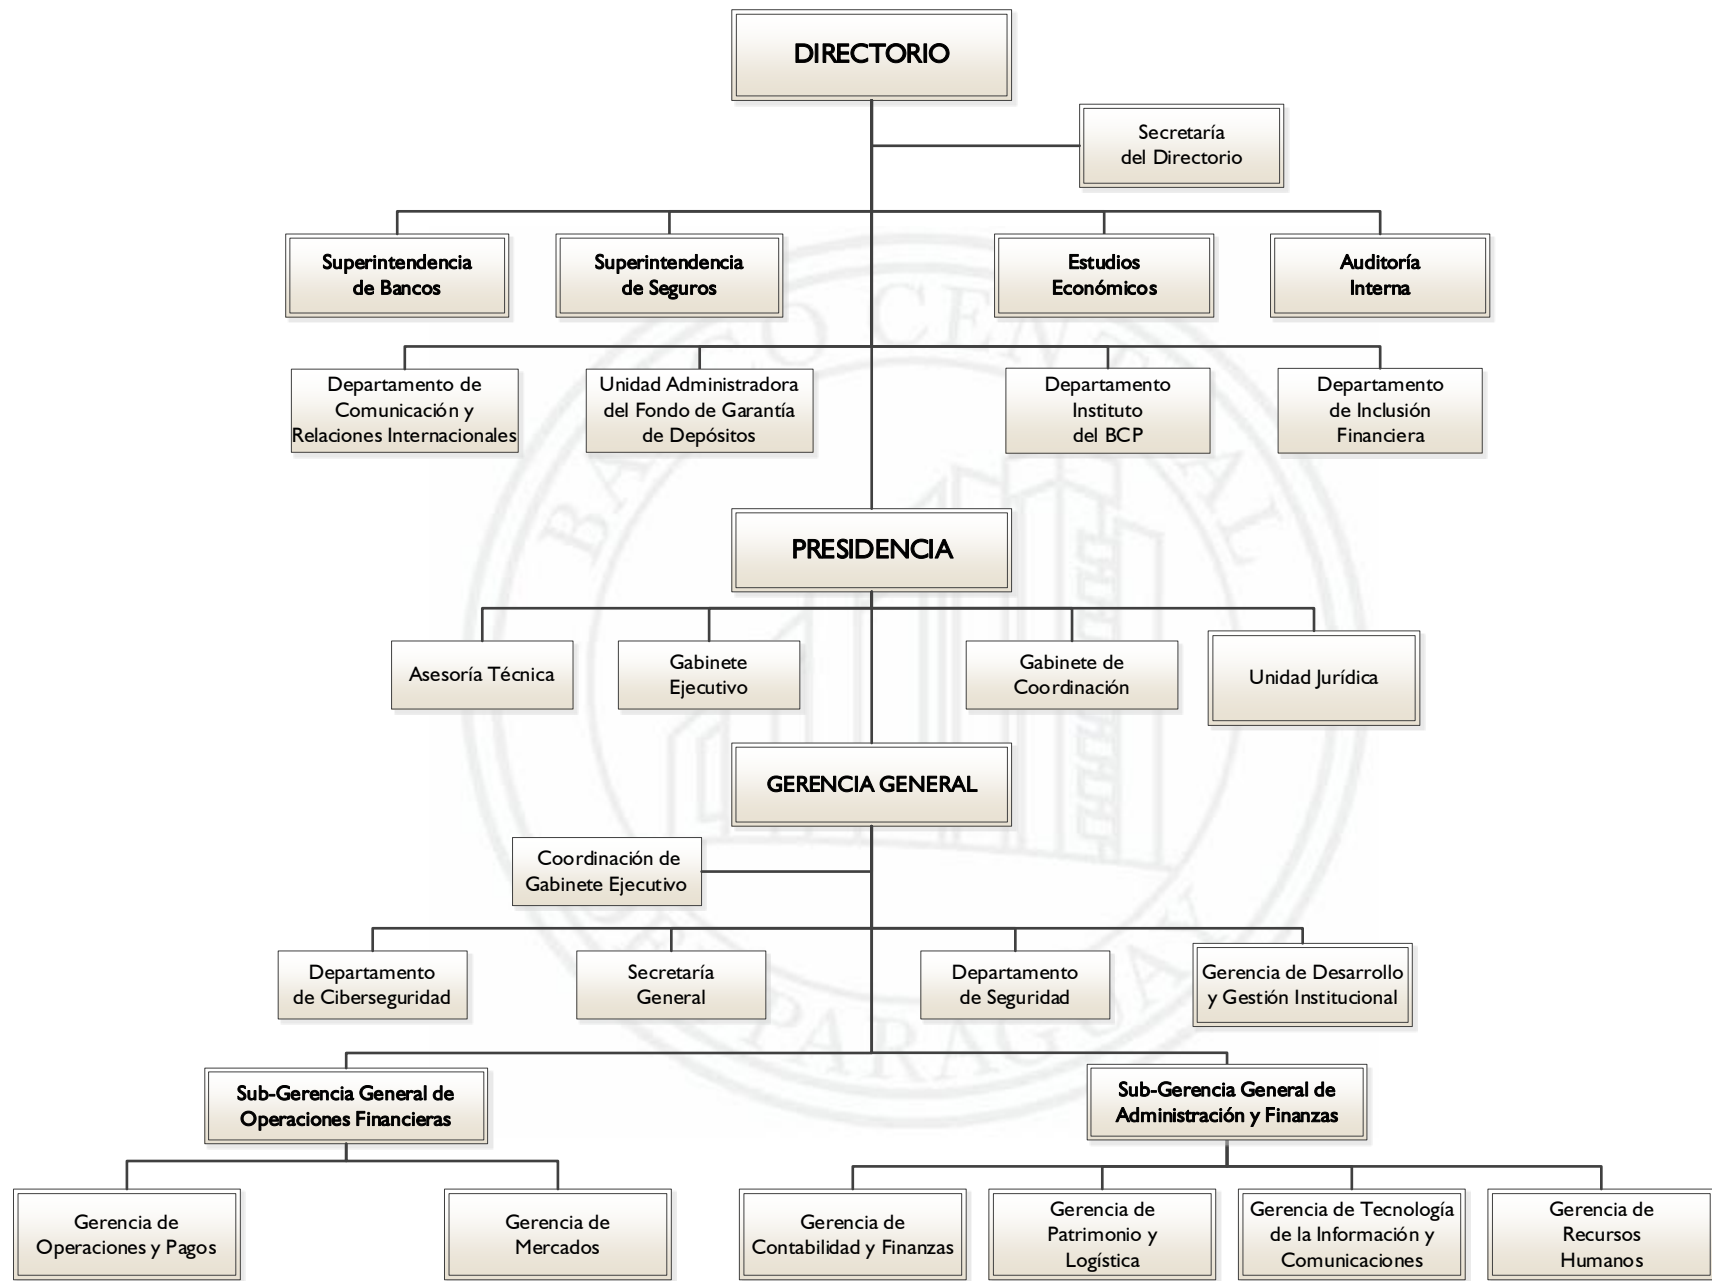 DIRECTORIO
Secretaría
del Directorio
Superintendencia
de Bancos
Superintendencia
de Seguros
Estudios
Económicos
Auditoría
Interna
Departamento de
Comunicación y
Relaciones Internacionales
Unidad Administradora
del Fondo de Garantía
de Depósitos
Departamento
Instituto
del BCP
Departamento
de Inclusión
Financiera
PRESIDENCIA
Asesoría Técnica
Gabinete
Ejecutivo
Gabinete de
Coordinación
Unidad Jurídica
GERENCIA GENERAL
Coordinación de
Gabinete Ejecutivo
Departamento
de Ciberseguridad
Secretaría
General
Departamento
de Seguridad
Gerencia de Desarrollo
y Gestión Institucional
Sub-Gerencia General de
Operaciones Financieras
Sub-Gerencia General de
Administración y Finanzas
Gerencia de
Operaciones y Pagos
Gerencia de
Mercados
Gerencia de
Contabilidad y Finanzas
Gerencia de
Patrimonio y
Logística
Gerencia de Tecnología
de la Información y
Comunicaciones
Gerencia de
Recursos
Humanos
BANCO CENTRAL
DEL PARAGUAY